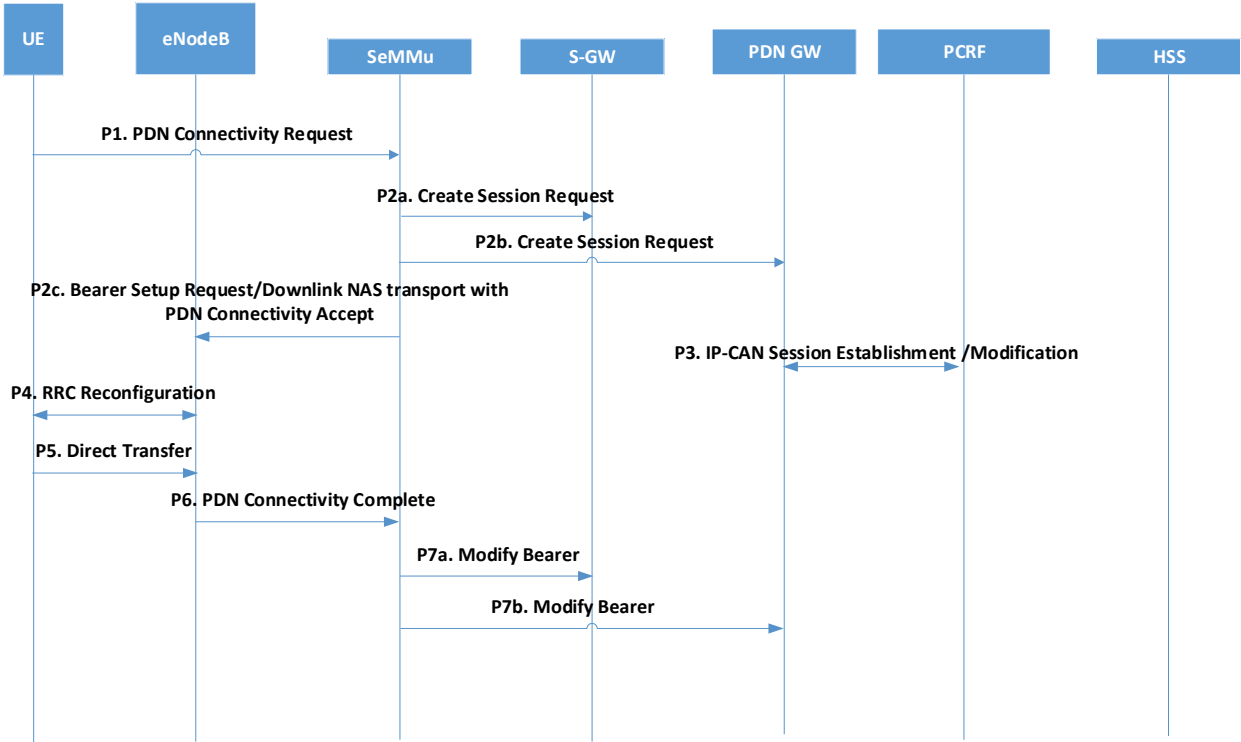 UE
eNodeB
SeMMu
S-GW
PDN GW
PCRF
HSS
P1. PDN Connectivity Request
P2a. Create Session Request
P2b. Create Session Request
P2c. Bearer Setup Request/Downlink NAS transport with
PDN Connectivity Accept
P3. IP-CAN Session Establishment /Modification
P4. RRC Reconfiguration
P5. Direct Transfer
P6. PDN Connectivity Complete
P7a. Modify Bearer
P7b. Modify Bearer